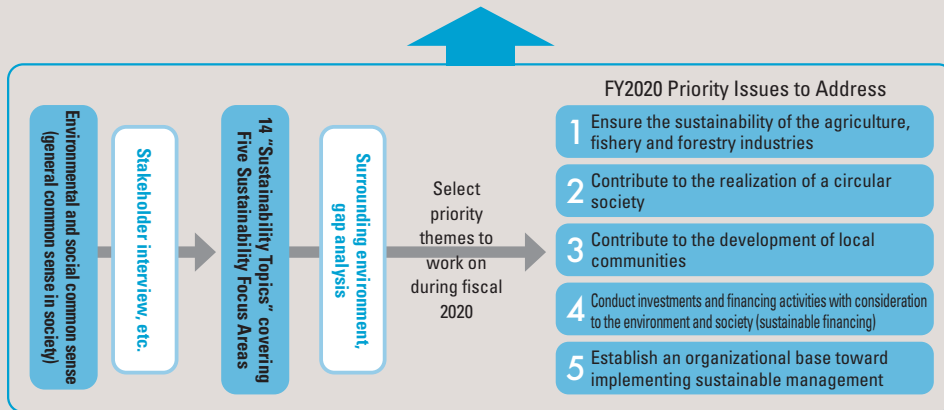 Environmental and social common sense
(general common sense in society)
Stakeholder interview, etc.
14 “Sustainability Topics” covering
Five Sustainability Focus Areas
Surrounding environment,
gap analysis
Select
priority
themes to
work on
during fiscal
2020
FY2020 Priority Issues to Address
1 Ensure the sustainability of the agriculture,
fishery and forestry industries
2 Contribute to the realization of a circular
society
3 Contribute to the development of local
communities
4 Conduct investments and financing activities with consideration
to the environment and society (sustainable financing)
5 Establish an organizational base toward
implementing sustainable management